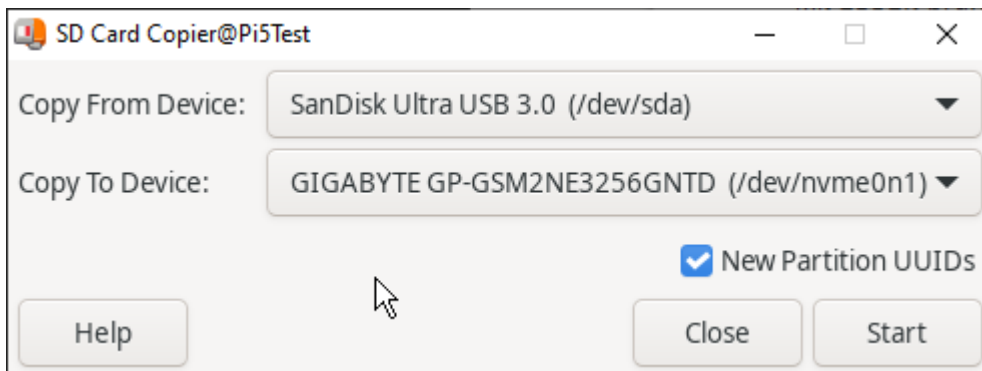 SD Card Copier@Pi5Test
Copy From Device: SanDisk Ultra USB 3.0 (/dev/sda)
Copy To Device: GIGABYTE GP-GSM2NE3256GNTD (/dev/nvme0n1)
New Partition UUIDs
Help Close Start